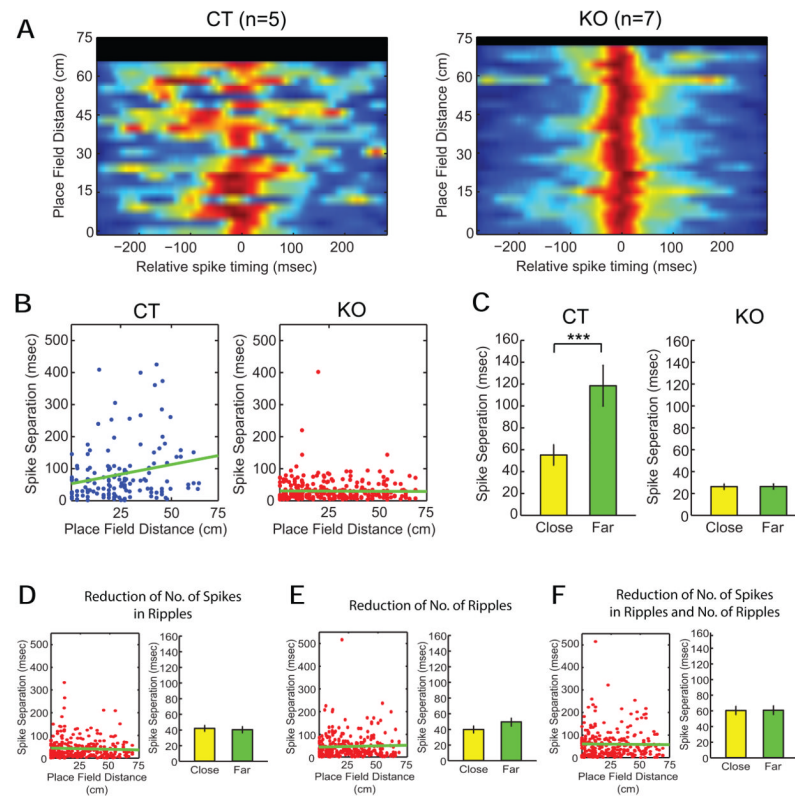 A
CT (n=5)
KO (n=7)
Place Field Distance (cm)
75
60
45
30
15
0
−200 −100 0 100 200
Relative spike timing (msec)
Place Field Distance (cm)
75
60
45
30
15
0
−200 −100 0 100 200
Relative spike timing (msec)
B
CT
KO
Spike Separation (msec)
500
400
300
200
100
0
0 25 50 75
Place Field Distance (cm)
Spike Separation (msec)
500
400
300
200
100
0
0 25 50 75
Place Field Distance (cm)
C
CT
KO
Spike Seperation (msec)
160
140
120
100
80
60
40
20
0
***
Close Far
Spike Seperation (msec)
160
140
120
100
80
60
40
20
0
Close Far
D
Reduction of No. of Spikes
in Ripples
Spike Separation (msec)
500
400
300
200
100
0
0 25 50 75
Place Field Distance
(cm)
Spike Separation (msec)
160
140
120
100
80
60
40
20
0
Close Far
E
Reduction of No. of Ripples
Spike Separation (msec)
500
400
300
200
100
0
0 25 50 75
Place Field Distance
(cm)
Spike Separation (msec)
160
140
120
100
80
60
40
20
0
Close Far
F
Reduction of No. of Spikes
in Ripples and No. of Ripples
Spike Separation (msec)
500
400
300
200
100
0
0 25 50 75
Place Field Distance
(cm)
Spike Separation (msec)
160
140
120
100
80
60
40
20
0
Close Far